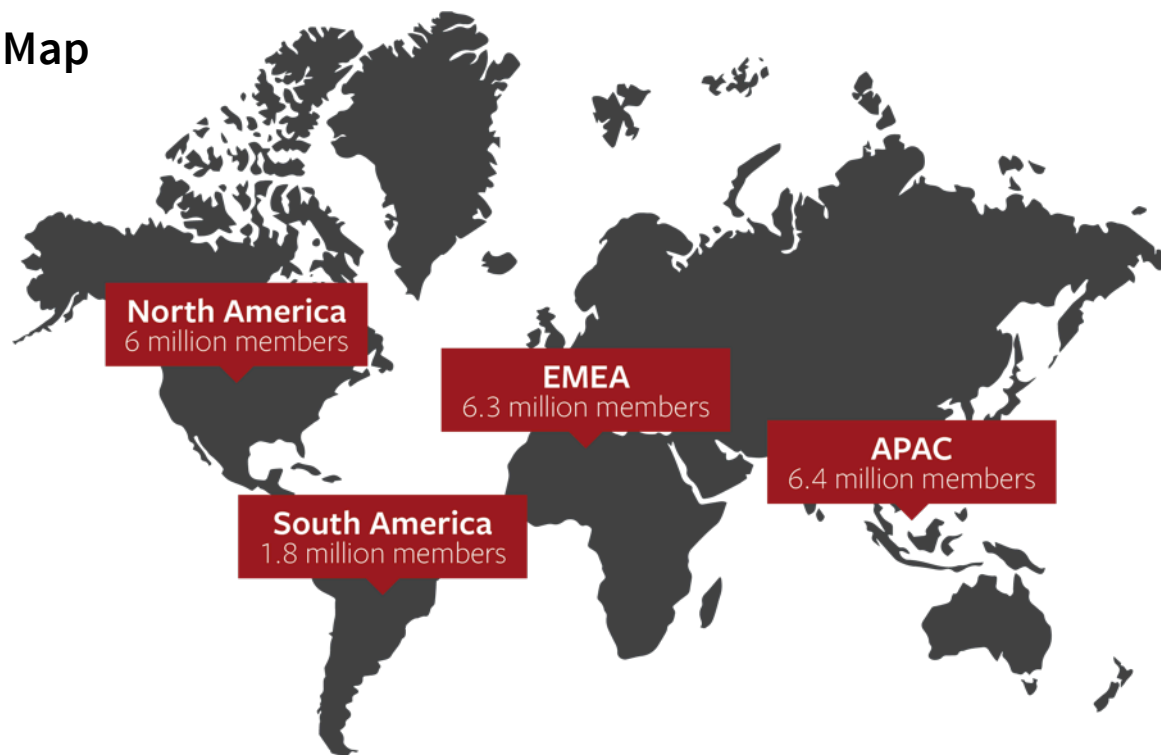 Map
North America
6 million members
EMEA
6.3 million members
APAC
6.4 million members
South America
1.8 million members